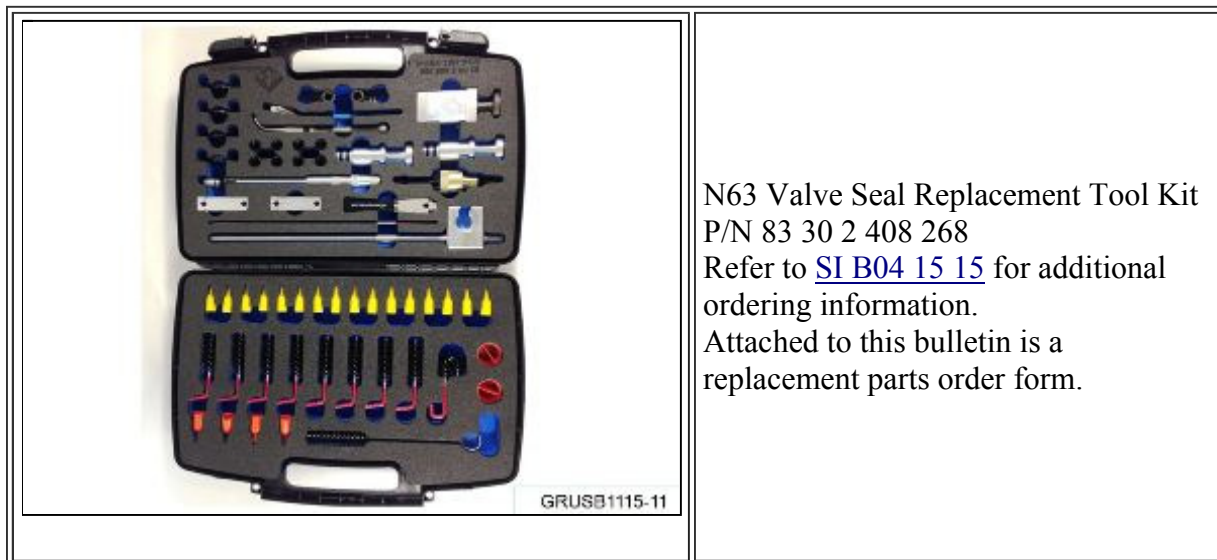 GRUSB1115-11
N63 Valve Seal Replacement Tool Kit
P/N 83 30 2 408 268
Refer to SI B04 15 15 for additional
ordering information.
Attached to this bulletin is a
replacement parts order form.